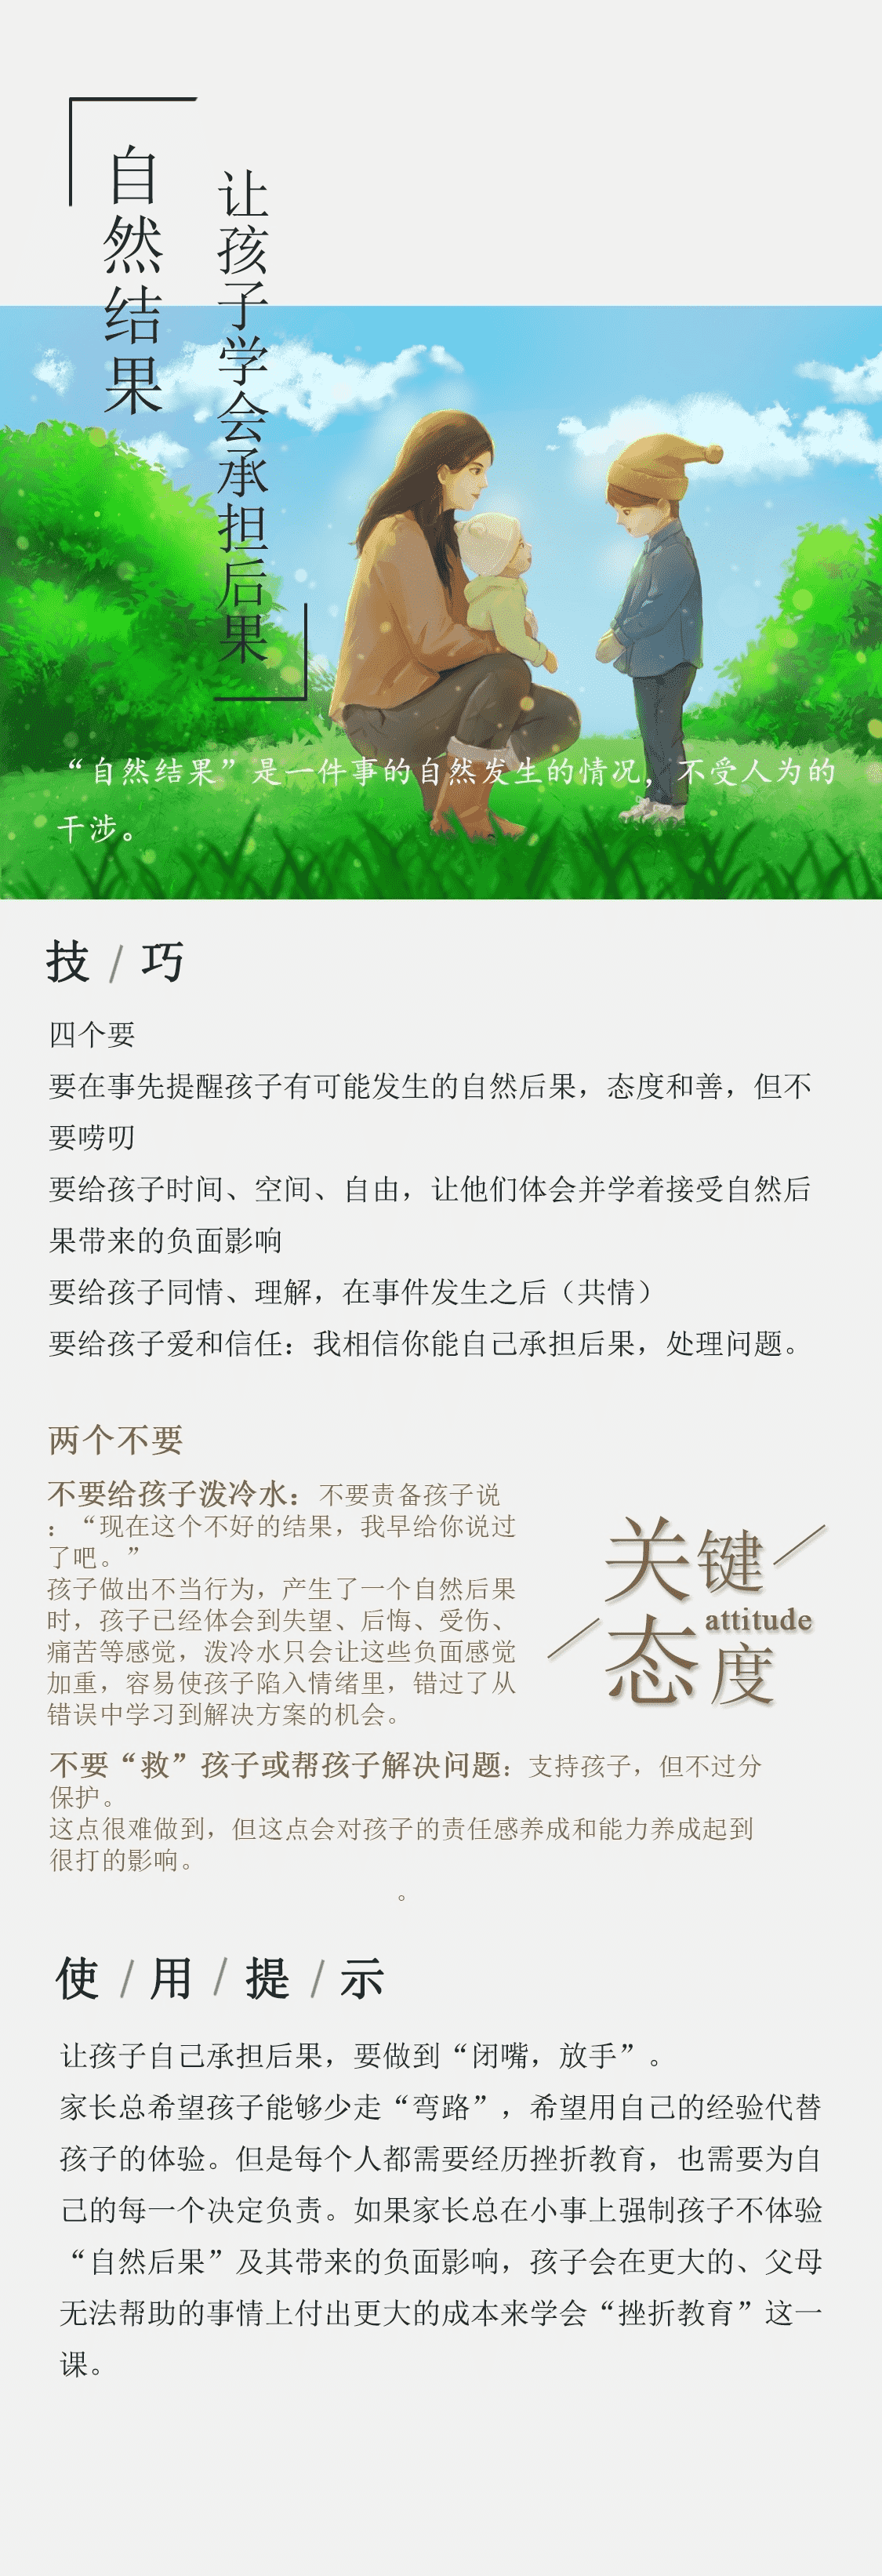 自然结果
让孩子学会承担后果
“自然结果”是一件事的自然发生的情况，不受人为的
干涉。
技/巧
四个要
要在事先提醒孩子有可能发生的自然后果，态度和善，但不
要唠叨
要给孩子时间、空间、自由，让他们体会并学着接受自然后
果带来的负面影响
要给孩子同情、理解，在事件发生之后（共情）
要给孩子爱和信任：我相信你能自己承担后果，处理问题。
两个不要
不要给孩子泼冷水：不要责备孩子说
：“现在这个不好的结果，我早给你说过
了吧。”
孩子做出不当行为，产生了一个自然后果
时，孩子已经体会到失望、后悔、受伤、
痛苦等感觉，泼冷水只会让这些负面感觉
加重，容易使孩子陷入情绪里，错过了从
错误中学习到解决方案的机会。
关键
attitude
态度
不要“救”孩子或帮孩子解决问题：支持孩子，但不过分
保护。
这点很难做到，但这点会对孩子的责任感养成和能力养成起到
很打的影响。
。
使/用/提/示
让孩子自己承担后果，要做到“闭嘴，放手”。
家长总希望孩子能够少走“弯路”，希望用自己的经验代替
孩子的体验。但是每个人都需要经历挫折教育，也需要为自
己的每一个决定负责。如果家长总在小事上强制孩子不体验
“自然后果”及其带来的负面影响，孩子会在更大的、父母
无法帮助的事情上付出更大的成本来学会“挫折教育”这一
课。